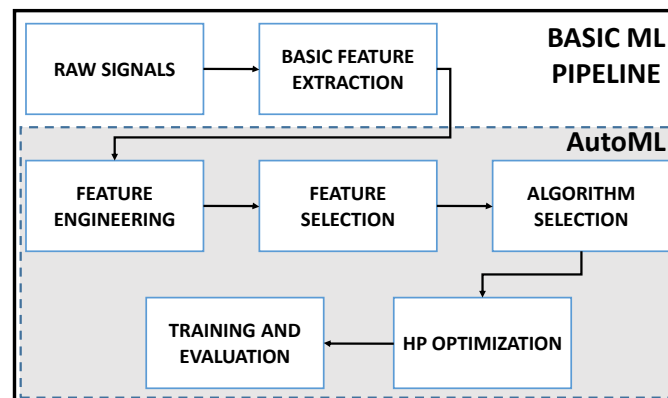 RAW SIGNALS
BASIC FEATURE
EXTRACTION
BASIC ML
PIPELINE
AutoML
FEATURE
ENGINEERING
FEATURE
SELECTION
ALGORITHM
SELECTION
TRAINING AND
EVALUATION
HP OPTIMIZATION